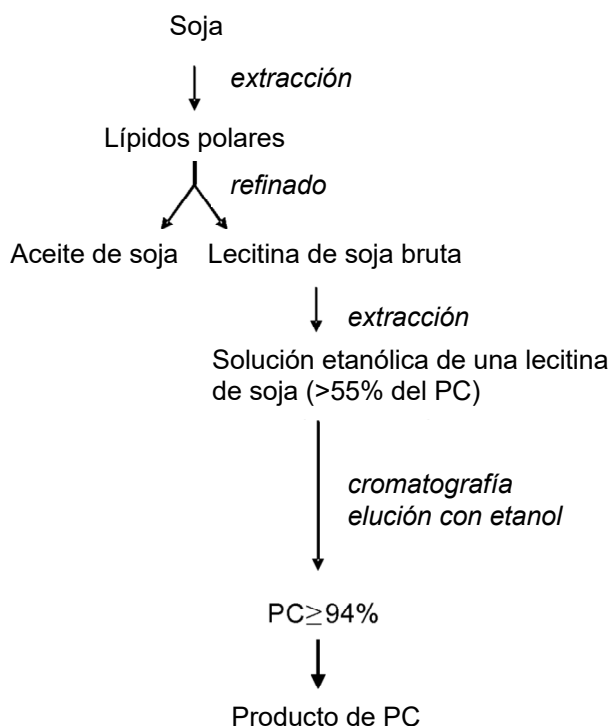 Soja
extracción
Lípidos polares
refinado
Aceite de soja Lecitina de soja bruta
extracción
Solución etanólica de una lecitina
de soja (>55% del PC)
cromatografía
elución con etanol
PC≥94%
Producto de PC